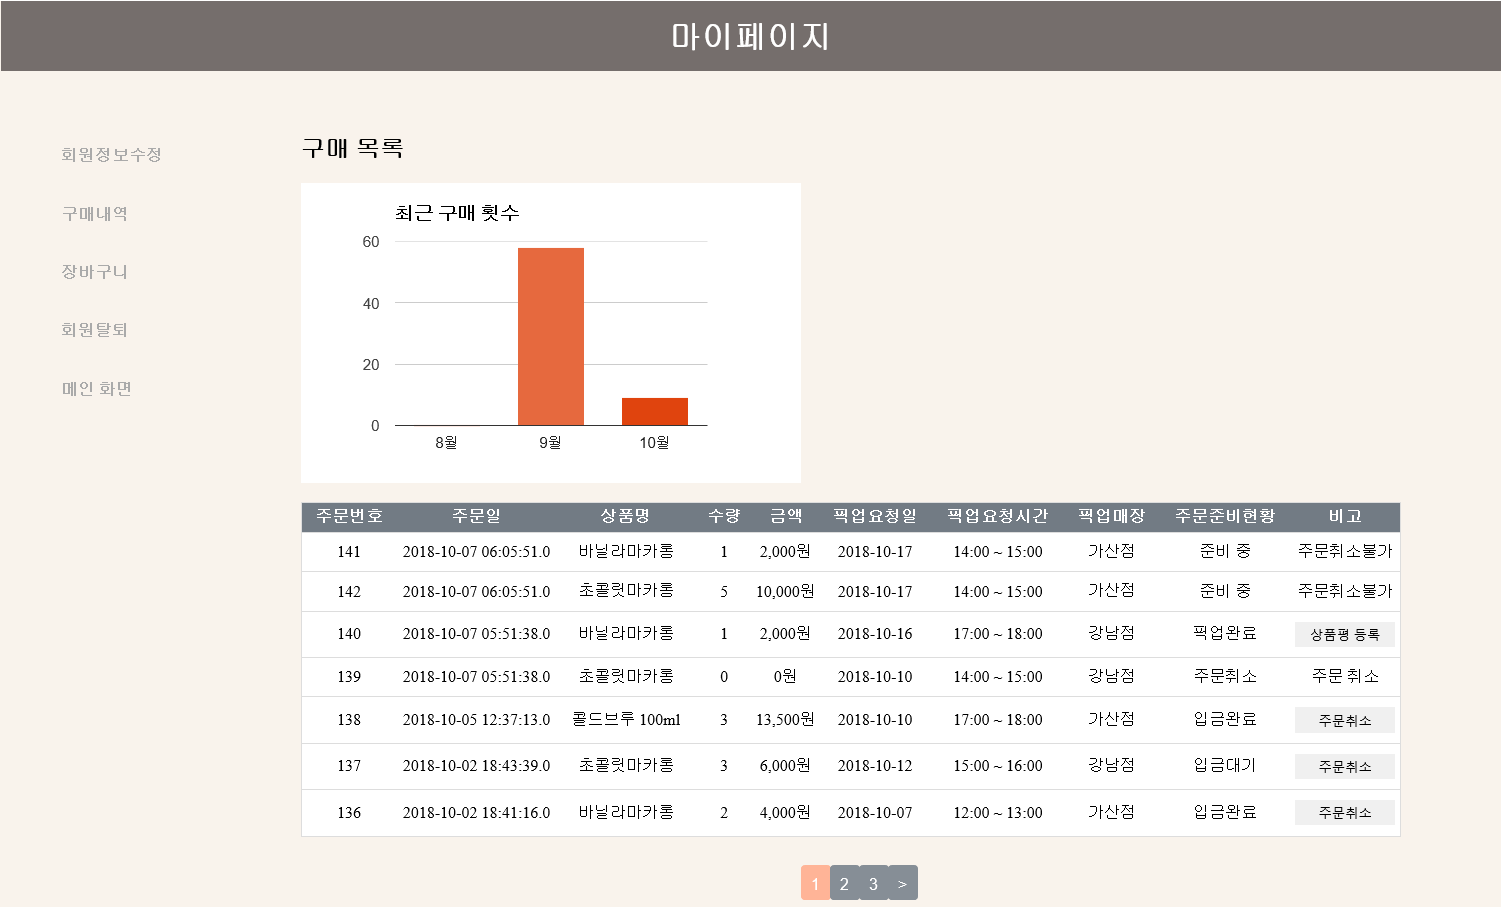 마이페이지
회원정보수정
구매내역
장바구니
회원탈퇴
메인 화면
구매 목록
최근 구매 횟수
60
40
20
0
8월 9월 10월
주문번호 주문일 상품명 수량 금액 픽업요청일 픽업요청시간 픽업매장 주문준비현황 비고
141 2018-10-07 06:05:51.0 바닐라마카롱 1 2,000원 2018-10-17 14:00 ~ 15:00 가산점 준비 중 주문취소불가
142 2018-10-07 06:05:51.0 초콜릿마카롱 5 10,000원 2018-10-17 14:00 ~ 15:00 가산점 준비 중 주문취소불가
140 2018-10-07 05:51:38.0 바닐라마카롱 1 2,000원 2018-10-16 17:00 ~ 18:00 강남점 픽업완료 상품평 등록
139 2018-10-07 05:51:38.0 초콜릿마카롱 0 0원 2018-10-10 14:00 ~ 15:00 강남점 주문취소 주문 취소
138 2018-10-05 12:37:13.0 콜드브루 100ml 3 13,500원 2018-10-10 17:00 ~ 18:00 가산점 입금완료 주문취소
137 2018-10-02 18:43:39.0 초콜릿마카롱 3 6,000원 2018-10-12 15:00 ~ 16:00 강남점 입금대기 주문취소
136 2018-10-02 18:41:16.0 바닐라마카롱 2 4,000원 2018-10-07 12:00 ~ 13:00 가산점 입금완료 주문취소
1 2 3 >